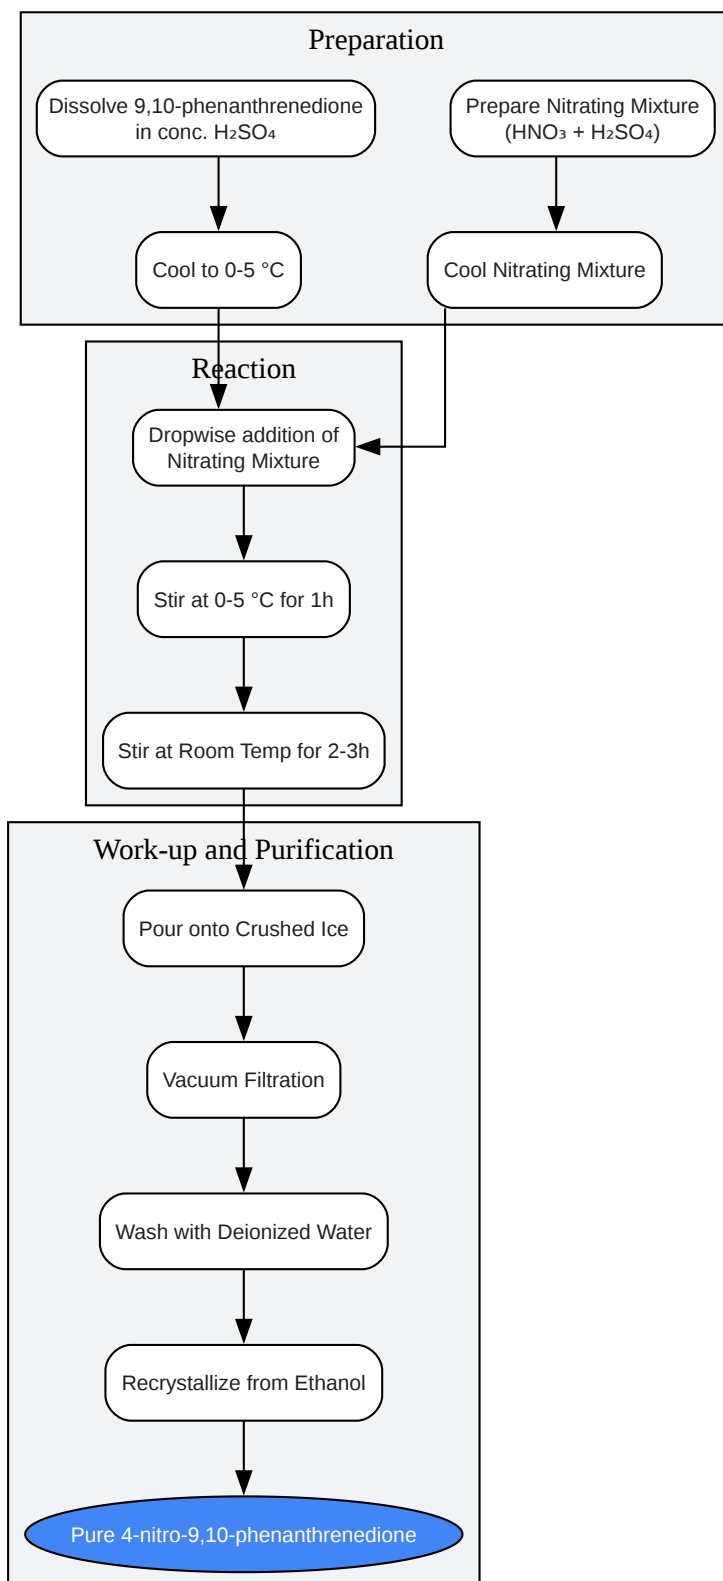 Preparation
Dissolve 9,10-phenanthrenedione
in conc. H₂SO₄
Prepare Nitrating Mixture
(HNO₃ + H₂SO₄)
Cool to 0-5 °C
Cool Nitrating Mixture
Reaction
Dropwise addition of
Nitrating Mixture
Stir at 0-5 °C for 1h
Stir at Room Temp for 2-3h
Work-up and Purification
Pour onto Crushed Ice
Vacuum Filtration
Wash with Deionized Water
Recrystallize from Ethanol
Pure 4-nitro-9,10-phenanthrenedione